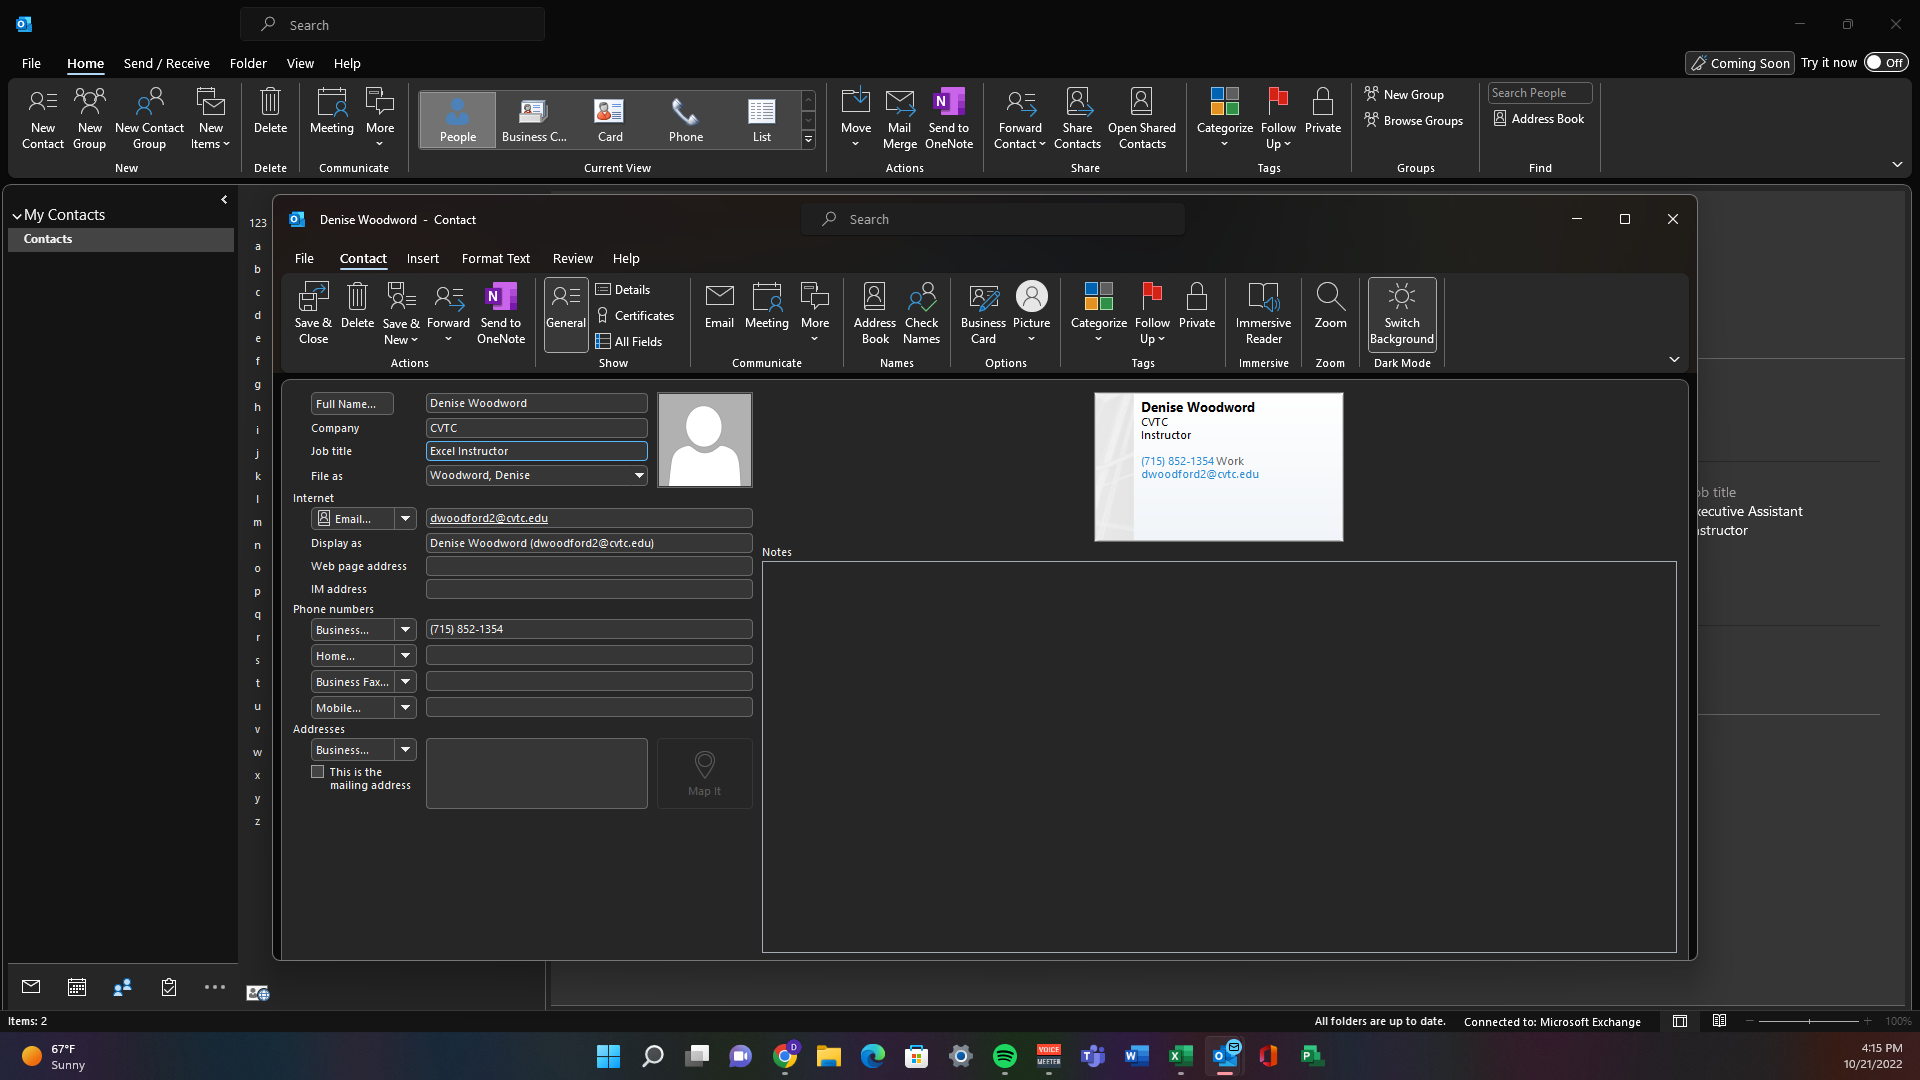 Search
File Home Send / Receive Folder View Help
Coming Soon Try it now Off
New Contact
New Group
New Contact Group
New Items
New
Delete
Delete
Meeting
More
Communicate
People
Business C...
Card
Phone
List
Current View
Move
Mail Merge
Send to OneNote
Actions
Forward Contact
Share Contacts
Open Shared Contacts
Share
Categorize
Follow Up
Private
Tags
New Group
Browse Groups
Groups
Search People
Address Book
Find
My Contacts
Contacts
123
a
b
c
d
e
f
g
h
i
j
k
l
m
n
o
p
q
r
s
t
u
v
w
x
y
z
Denise Woodword - Contact
Search
File Contact Insert Format Text Review Help
Save & Close
Delete
Save & New
Forward
Send to OneNote
Actions
General
Details
Certificates
All Fields
Show
Email
Meeting
More
Communicate
Address Book
Check Names
Names
Business Card
Picture
Options
Categorize
Follow Up
Private
Tags
Immersive Reader
Immersive
Zoom
Zoom
Switch Background
Dark Mode
Full Name... Denise Woodword
Company CVTC
Job title Excel Instructor
File as Woodword, Denise
Internet
Email... dwoodford2@cvtc.edu
Display as Denise Woodword (dwoodford2@cvtc.edu)
Web page address
IM address
Phone numbers
Business... (715) 852-1354
Home...
Business Fax...
Mobile...
Addresses
Business...
This is the
mailing address
Map It
Denise Woodword
CVTC
Instructor
(715) 852-1354 Work
dwoodford2@cvtc.edu
Notes
ob title
xecutive Assistant
structor
Items: 2
All folders are up to date. Connected to: Microsoft Exchange
100%
67°F
Sunny
D
VOICE
MEETER
4:15 PM
10/21/2022